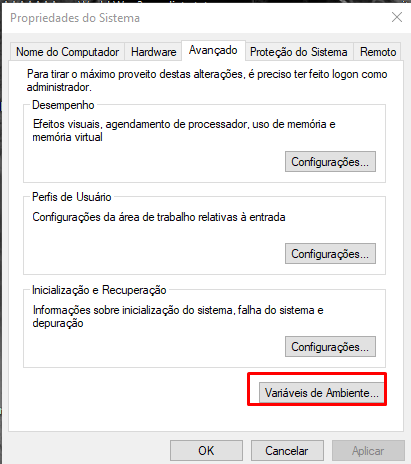 Propriedades do Sistema
Nome do Computador Hardware Avançado Proteção do Sistema Remoto
Para tirar o máximo proveito destas alterações, é preciso ter feito logon como
administrador.
Desempenho
Efeitos visuais, agendamento de processador, uso de memória e
memória virtual
Configurações...
Perfis de Usuário
Configurações da área de trabalho relativas à entrada
Configurações...
Inicialização e Recuperação
Informações sobre inicialização do sistema, falha do sistema e
depuração
Configurações...
Variáveis de Ambiente...
OK Cancelar Aplicar